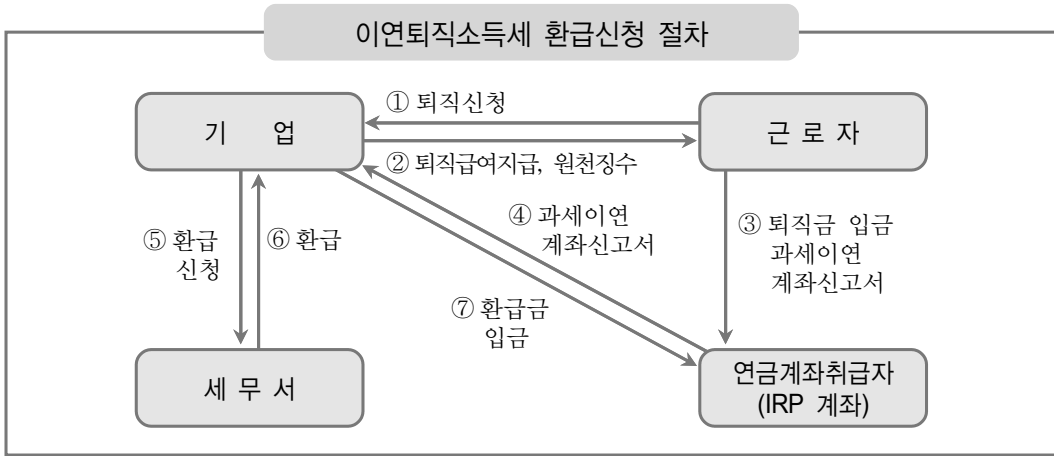 이연퇴직소득세 환급신청 절차
① 퇴직신청
기 업
근 로 자
② 퇴직급여지급, 원천징수
④ 과세이연
계좌신고서
③ 퇴직금 입금
과세이연
계좌신고서
⑤ 환급
신청
⑥ 환급
⑦ 환급금
입금
세 무 서
연금계좌취급자
(IRP 계좌)